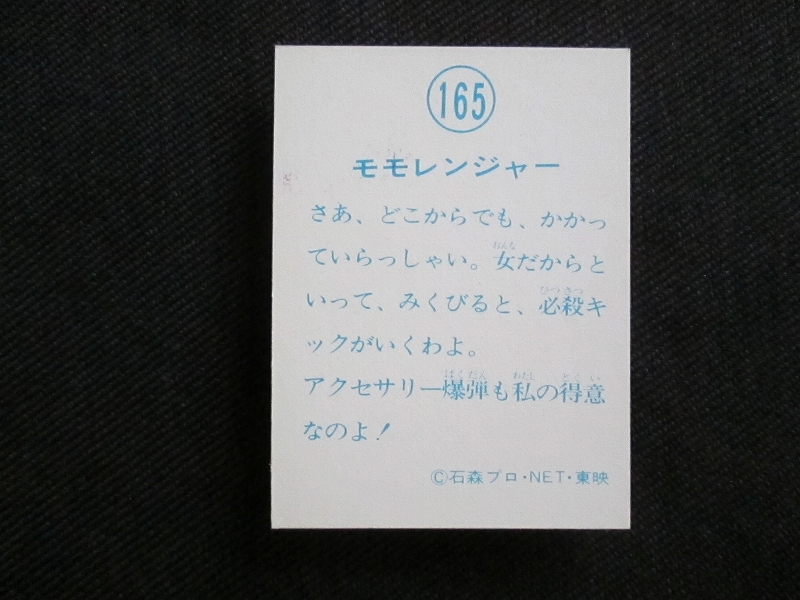 165
モモレンジャー
さあ、どこからでも、かかっ
ていらっしゃい。女だからと
いって、みくびると、必殺キ
ックがいくわよ。
アクセサリー爆弾も私の得意
なのよ!
©石森プロ・NET・東映